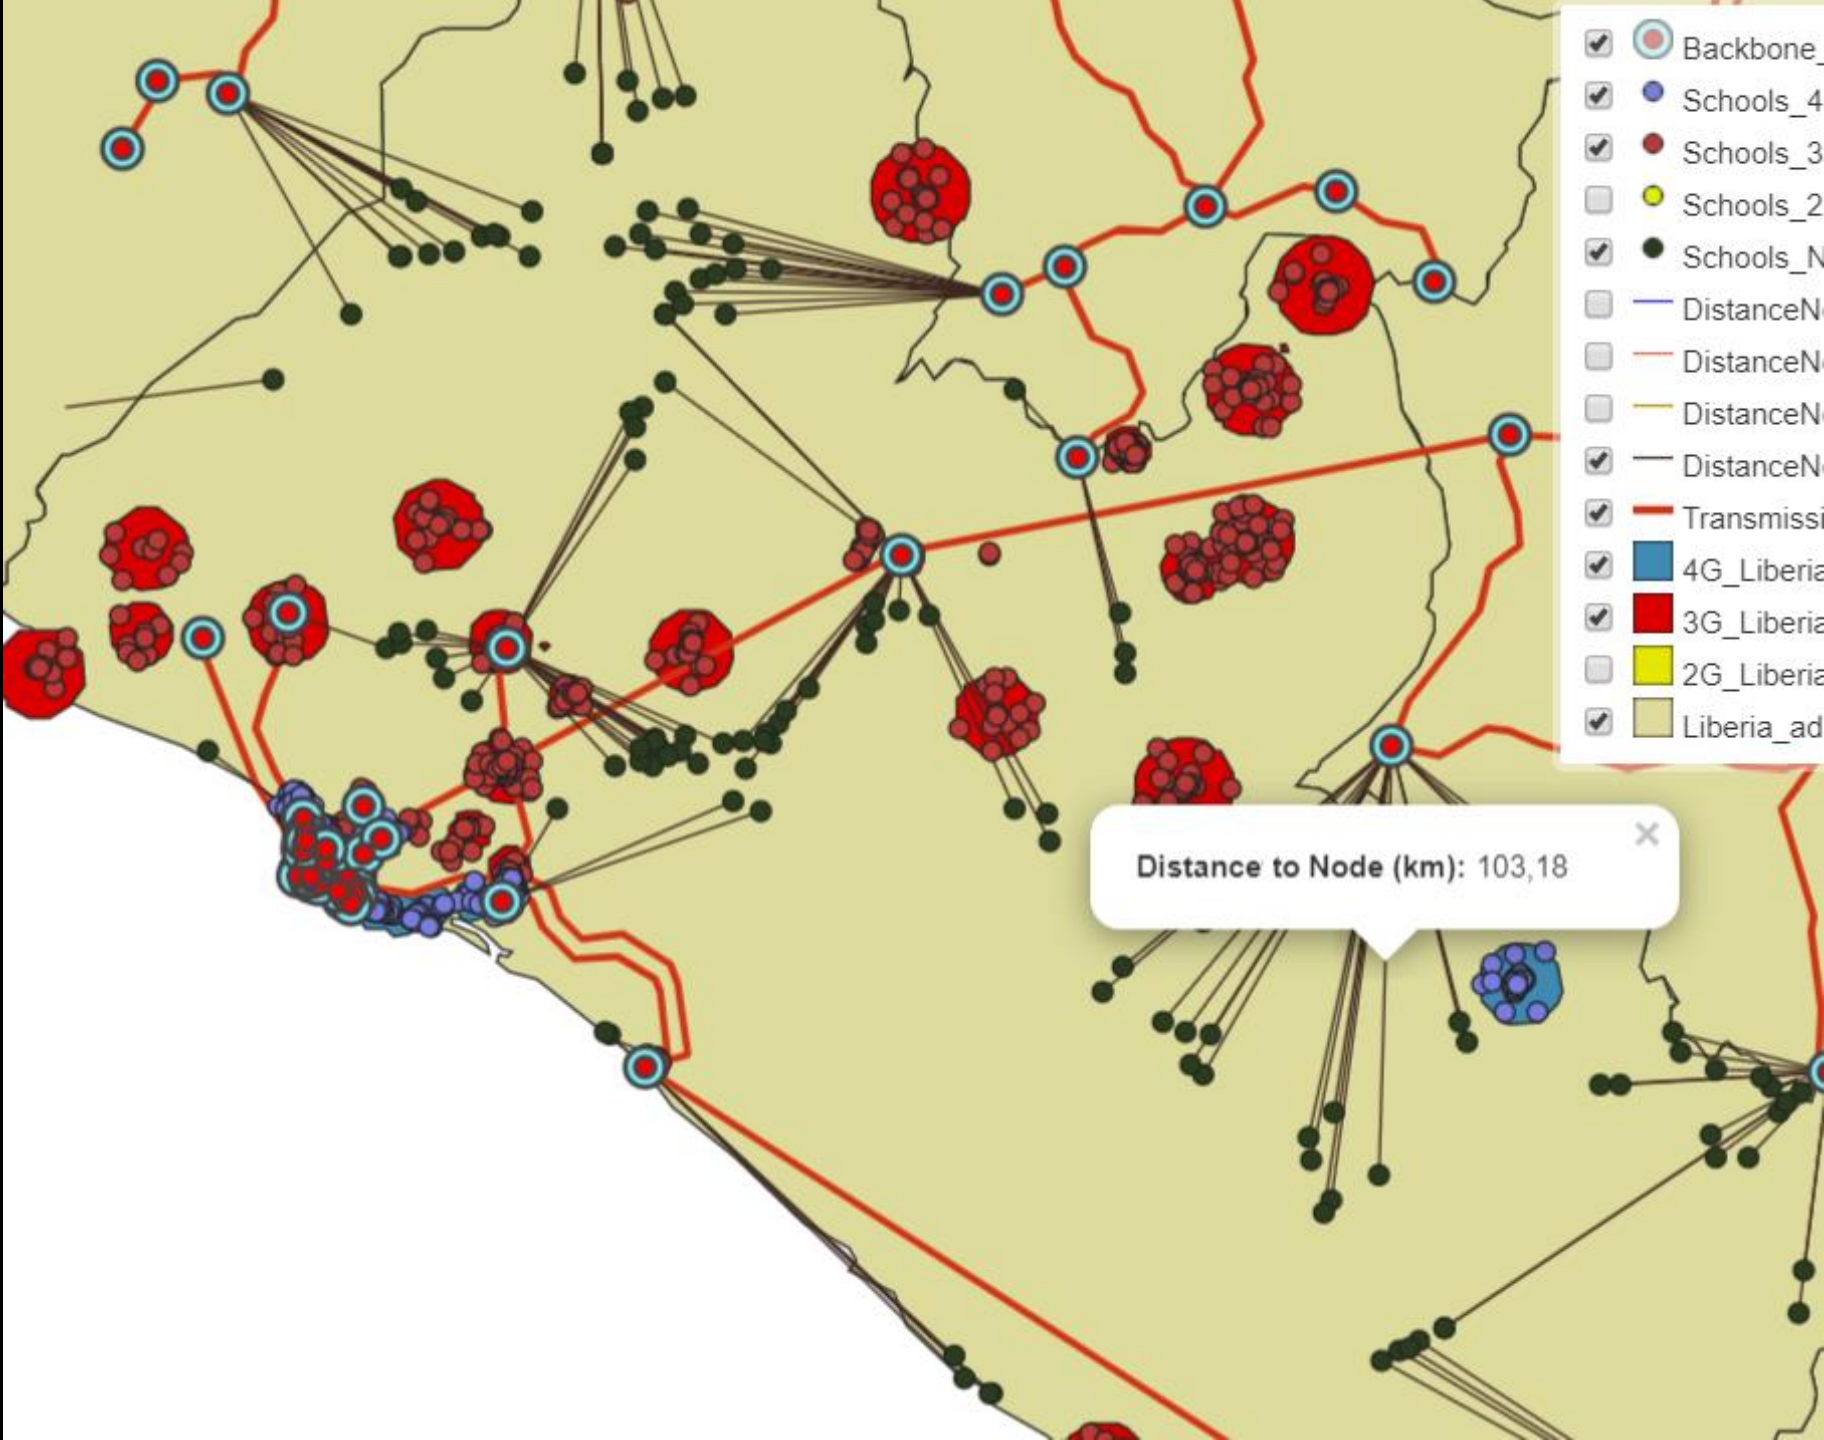 Backbone_
Schools_4
Schools_3
Schools_2
Schools_N
DistanceN
DistanceN
DistanceN
DistanceN
Transmissi
4G_Liberia
3G_Liberia
2G_Liberia
Liberia_ad
Distance to Node (km): 103,18